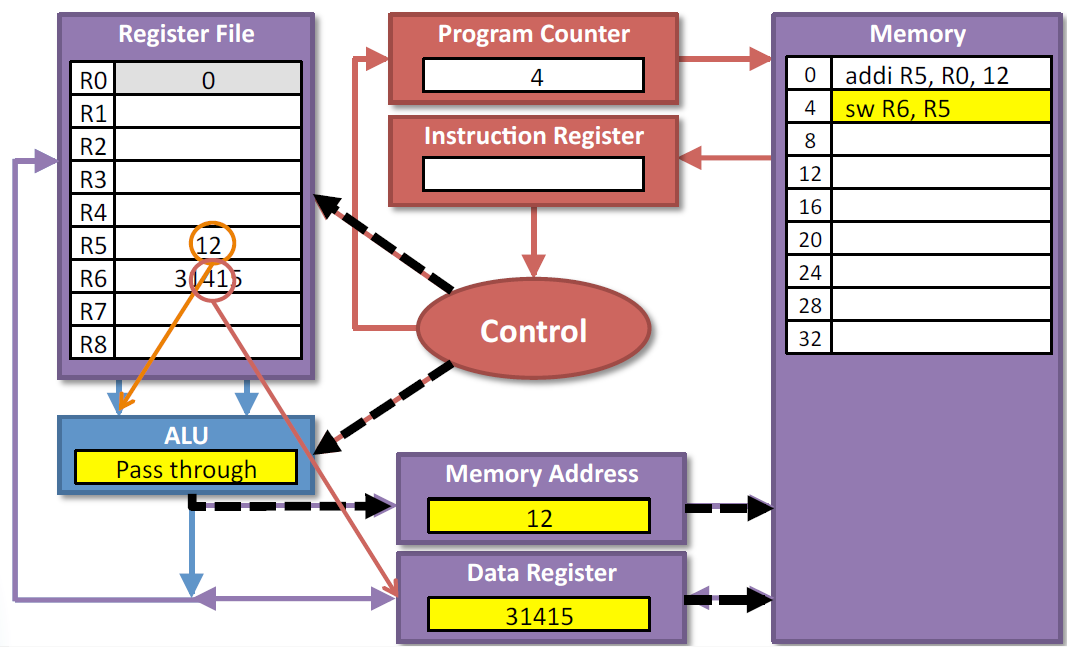 Register File
R0 0
R1
R2
R3
R4
R5 12
R6 31415
R7
R8
Program Counter
4
Instruction Register
Control
ALU
Pass through
Memory Address
12
Data Register
31415
Memory
0 addi R5, R0, 12
4 sw R6, R5
8
12
16
20
24
28
32